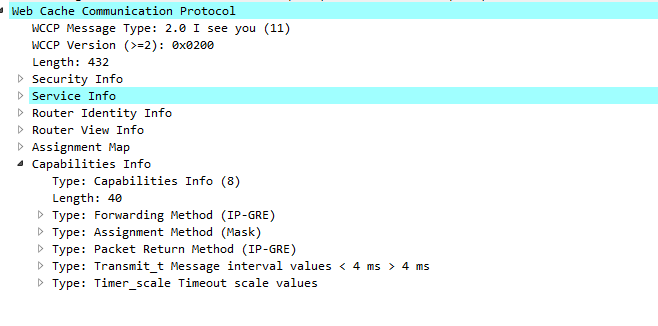 Web Cache Communication Protocol
WCCP Message Type: 2.0 I see you (11)
WCCP Version (>=2): 0x0200
Length: 432
Security Info
Service Info
Router Identity Info
Router View Info
Assignment Map
Capabilities Info
Type: Capabilities Info (8)
Length: 40
Type: Forwarding Method (IP-GRE)
Type: Assignment Method (Mask)
Type: Packet Return Method (IP-GRE)
Type: Transmit_t Message interval values < 4 ms > 4 ms
Type: Timer_scale Timeout scale values